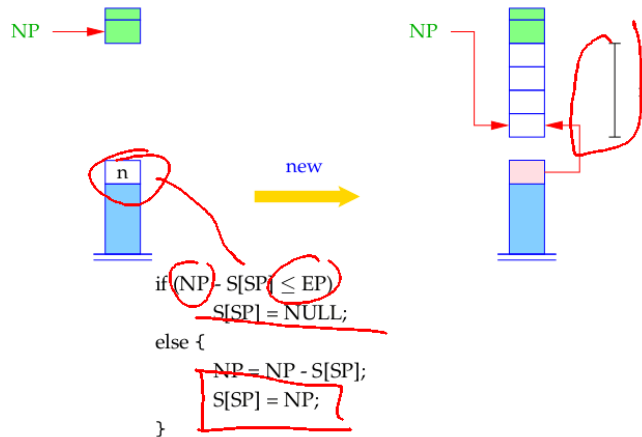 NP
NP
n
new
if (NP - S[SP] ≤ EP)
S[SP] = NULL;
else {
NP = NP - S[SP];
S[SP] = NP;
}